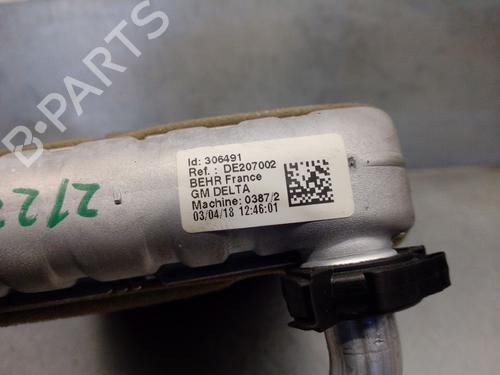 B-PARTS
Id: 306491
Ref. : DE207002
BEHR France
GM DELTA
Machine: 0387/2
03/04/18 12:46:01